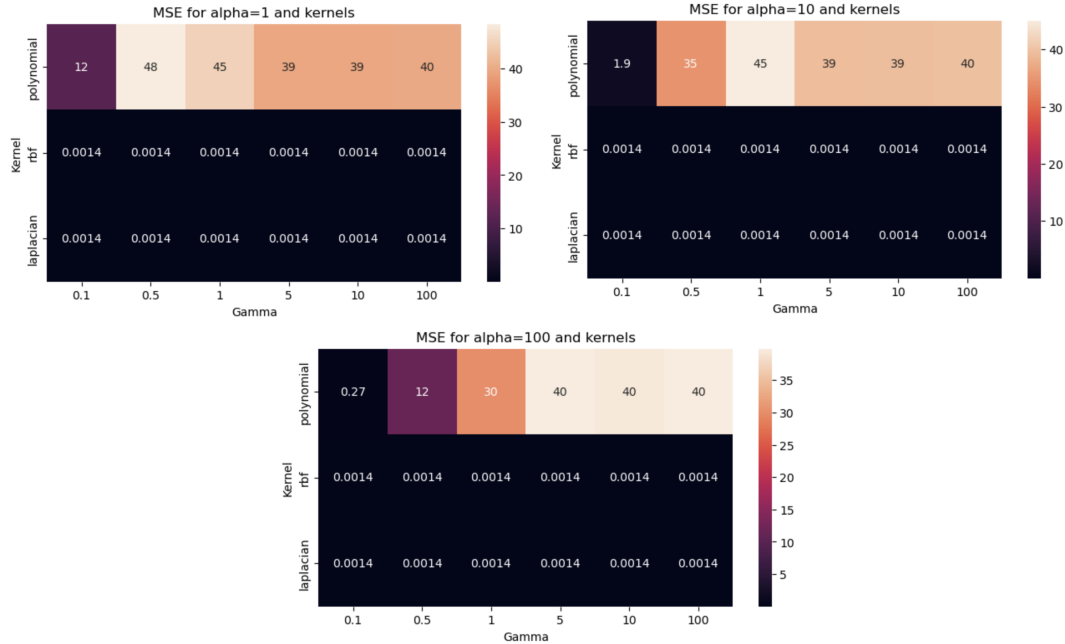 MSE for alpha=1 and kernels
polynomial
12 48 45 39 39 40
Kernel
rbf
0.0014 0.0014 0.0014 0.0014 0.0014 0.0014
laplacian
0.0014 0.0014 0.0014 0.0014 0.0014 0.0014
0.1 0.5 1 5 10 100
Gamma
40
30
20
10
MSE for alpha=10 and kernels
polynomial
1.9 35 45 39 39 40
Kernel
rbf
0.0014 0.0014 0.0014 0.0014 0.0014 0.0014
laplacian
0.0014 0.0014 0.0014 0.0014 0.0014 0.0014
0.1 0.5 1 5 10 100
Gamma
40
30
20
10
MSE for alpha=100 and kernels
polynomial
0.27 12 30 40 40 40
Kernel
rbf
0.0014 0.0014 0.0014 0.0014 0.0014 0.0014
laplacian
0.0014 0.0014 0.0014 0.0014 0.0014 0.0014
0.1 0.5 1 5 10 100
Gamma
35
30
25
20
15
10
5